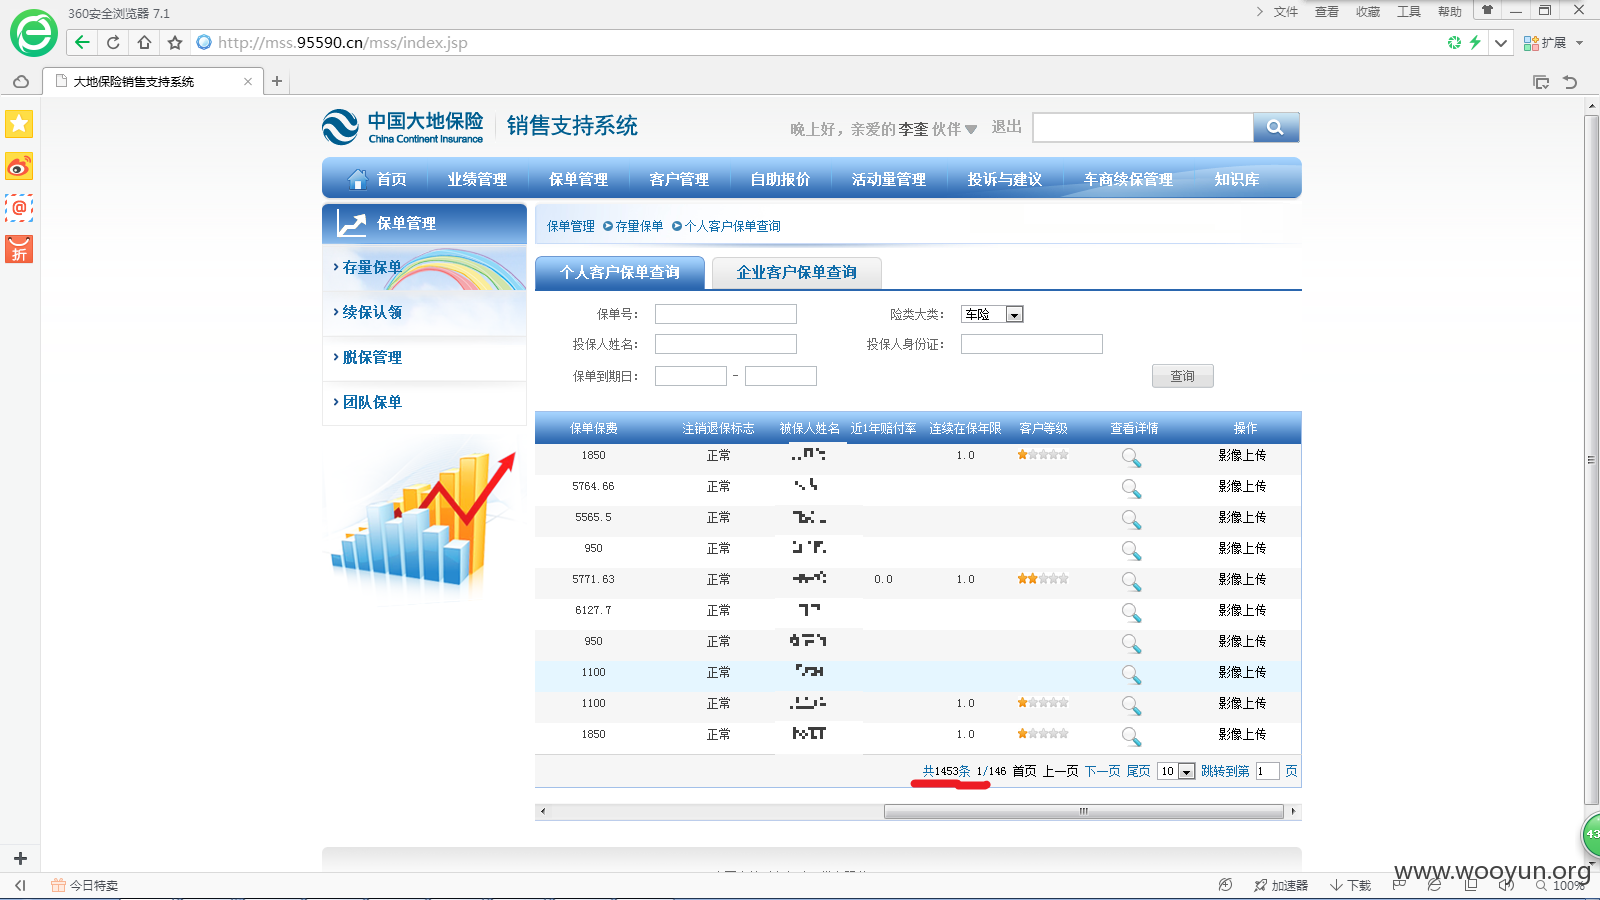 360安全浏览器 7.1
文件 查看 收藏 工具 帮助
http://mss.95590.cn/mss/index.jsp
扩展
大地保险销售支持系统
中国大地保险
China Continent Insurance
销售支持系统
晚上好，亲爱的 李奎 伙伴
退出
首页 业绩管理 保单管理 客户管理 自助报价 活动量管理 投诉与建议 车商续保管理 知识库
保单管理
存量保单
续保认领
脱保管理
团队保单
保单管理 存量保单 个人客户保单查询
个人客户保单查询 企业客户保单查询
保单号： 险类大类： 车险
投保人姓名： 投保人身份证：
保单到期日： - 查询
保单保费 注销退保标志 被保人姓名 近1年赔付率 连续在保年限 客户等级 查看详情 操作
1850 正常 1.0 影像上传
5764.66 正常 影像上传
5565.5 正常 影像上传
950 正常 影像上传
5771.63 正常 0.0 1.0 影像上传
6127.7 正常 影像上传
950 正常 影像上传
1100 正常 影像上传
1100 正常 1.0 影像上传
1850 正常 1.0 影像上传
共1453条 1/146 首页 上一页 下一页 尾页 10 跳转到第 1 页
折
43
www.wooyun.org
今日特卖
加速器 下载 100%